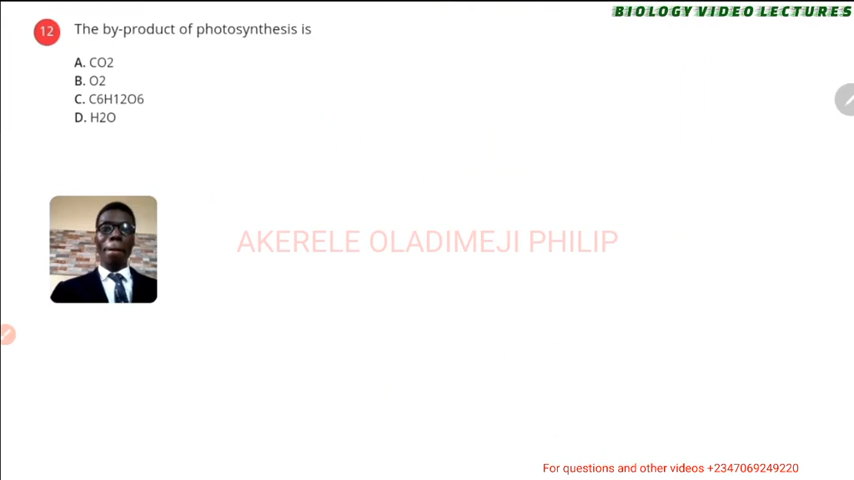 BIOLOGY VIDEO LECTURES
12 The by-product of photosynthesis is
A. CO2
B. O2
C. C6H12O6
D. H2O
AKERELE OLADIMEJI PHILIP
For questions and other videos +2347069249220